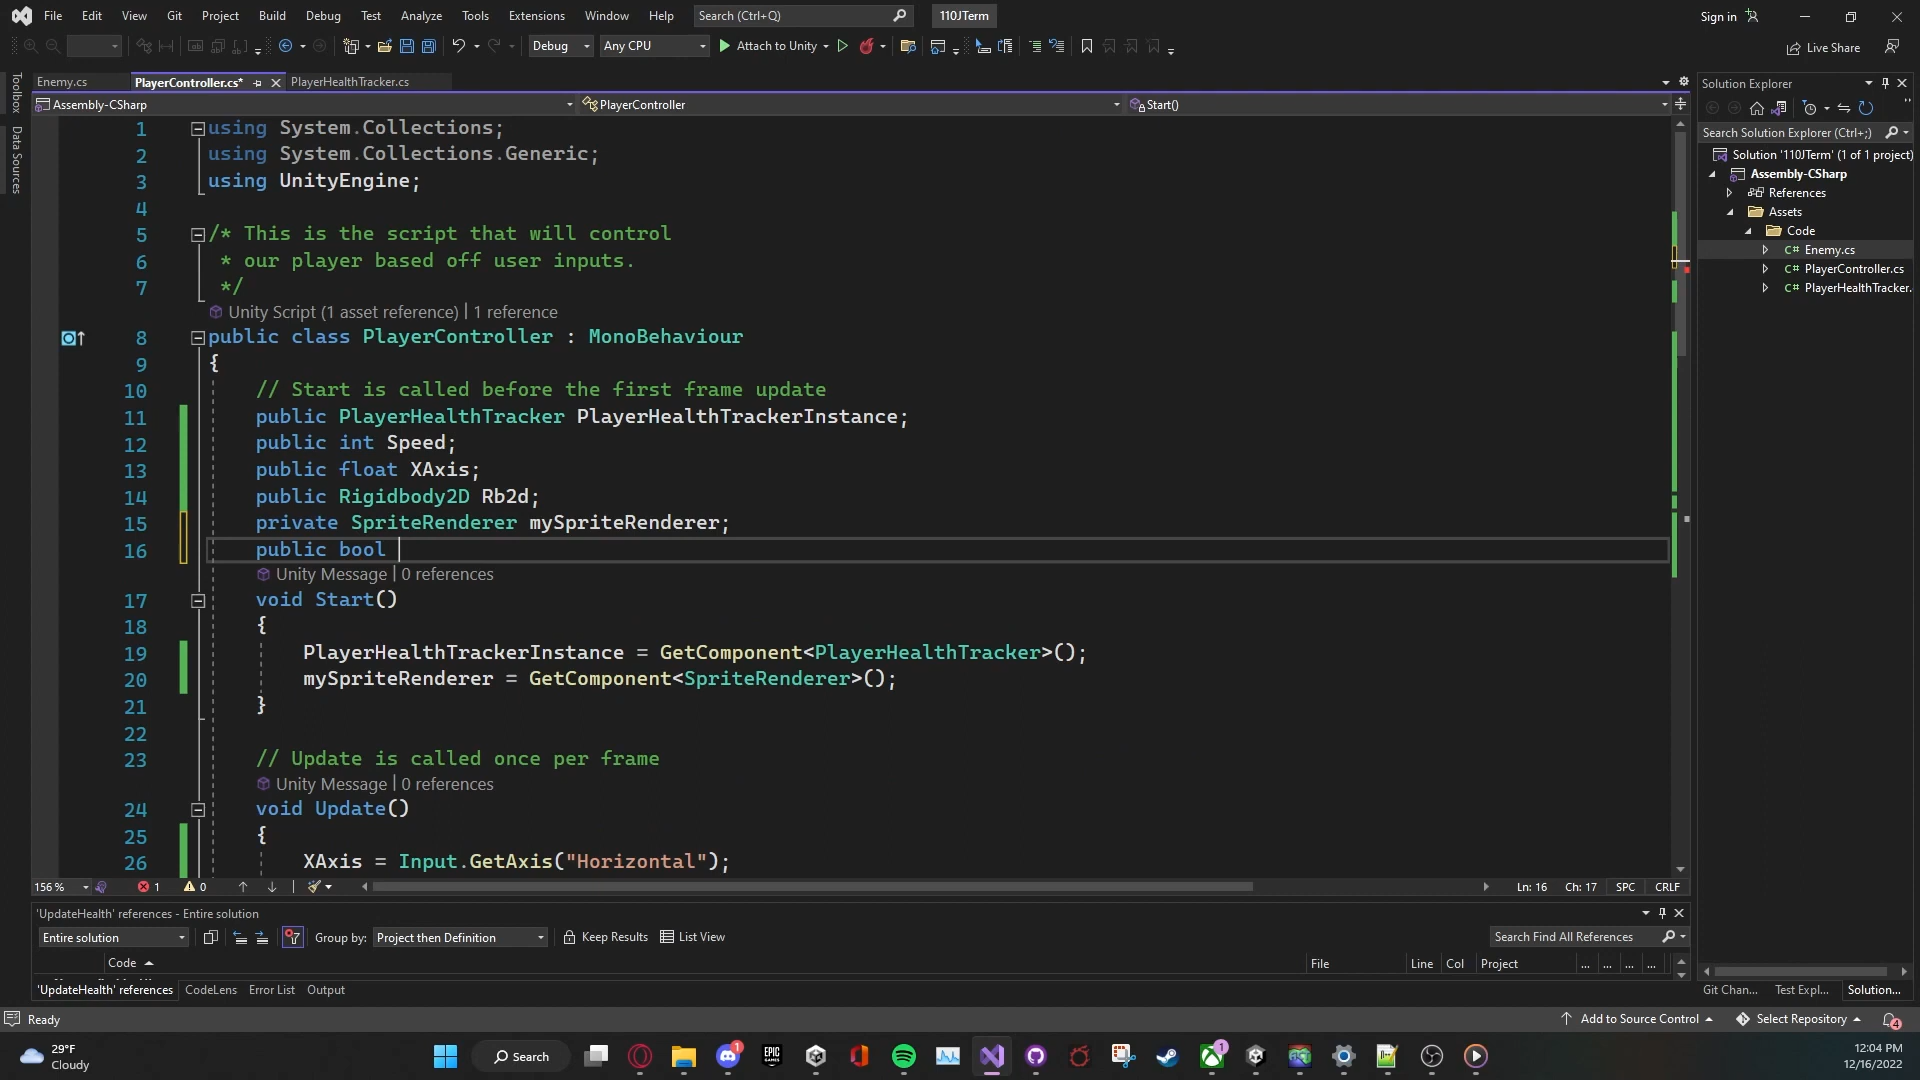 File Edit View Git Project Build Debug Test Analyze Tools Extensions Window Help Search (Ctrl+Q) 110JTerm Sign in
Debug Any CPU Attach to Unity Live Share
Enemy.cs PlayerController.cs* PlayerHealthTracker.cs
Assembly-CSharp PlayerController Start()
Toolbox
Data Sources
1 using System.Collections;
2 using System.Collections.Generic;
3 using UnityEngine;
4
5 /* This is the script that will control
6 * our player based off user inputs.
7 */
Unity Script (1 asset reference) | 1 reference
8 public class PlayerController : MonoBehaviour
9 {
10 // Start is called before the first frame update
11 public PlayerHealthTracker PlayerHealthTrackerInstance;
12 public int Speed;
13 public float XAxis;
14 public Rigidbody2D Rb2d;
15 private SpriteRenderer mySpriteRenderer;
16 public bool
Unity Message | 0 references
17 void Start()
18 {
19 PlayerHealthTrackerInstance = GetComponent<PlayerHealthTracker>();
20 mySpriteRenderer = GetComponent<SpriteRenderer>();
21 }
22
23 // Update is called once per frame
Unity Message | 0 references
24 void Update()
25 {
26 XAxis = Input.GetAxis("Horizontal");
156 % 1 0 Ln: 16 Ch: 17 SPC CRLF
'UpdateHealth' references - Entire solution
Entire solution Group by: Project then Definition Keep Results List View Search Find All References
Code File Line Col Project ... ... ... ...
'UpdateHealth' references CodeLens Error List Output
Solution Explorer
Search Solution Explorer (Ctrl+;)
Solution '110JTerm' (1 of 1 project)
Assembly-CSharp
References
Assets
Code
C# Enemy.cs
C# PlayerController.cs
C# PlayerHealthTracker.
Git Chan... Test Expl... Solution...
Ready Add to Source Control Select Repository 4
29°F
Cloudy
Search
1
EPIC GAMES
1
12:04 PM
12/16/2022